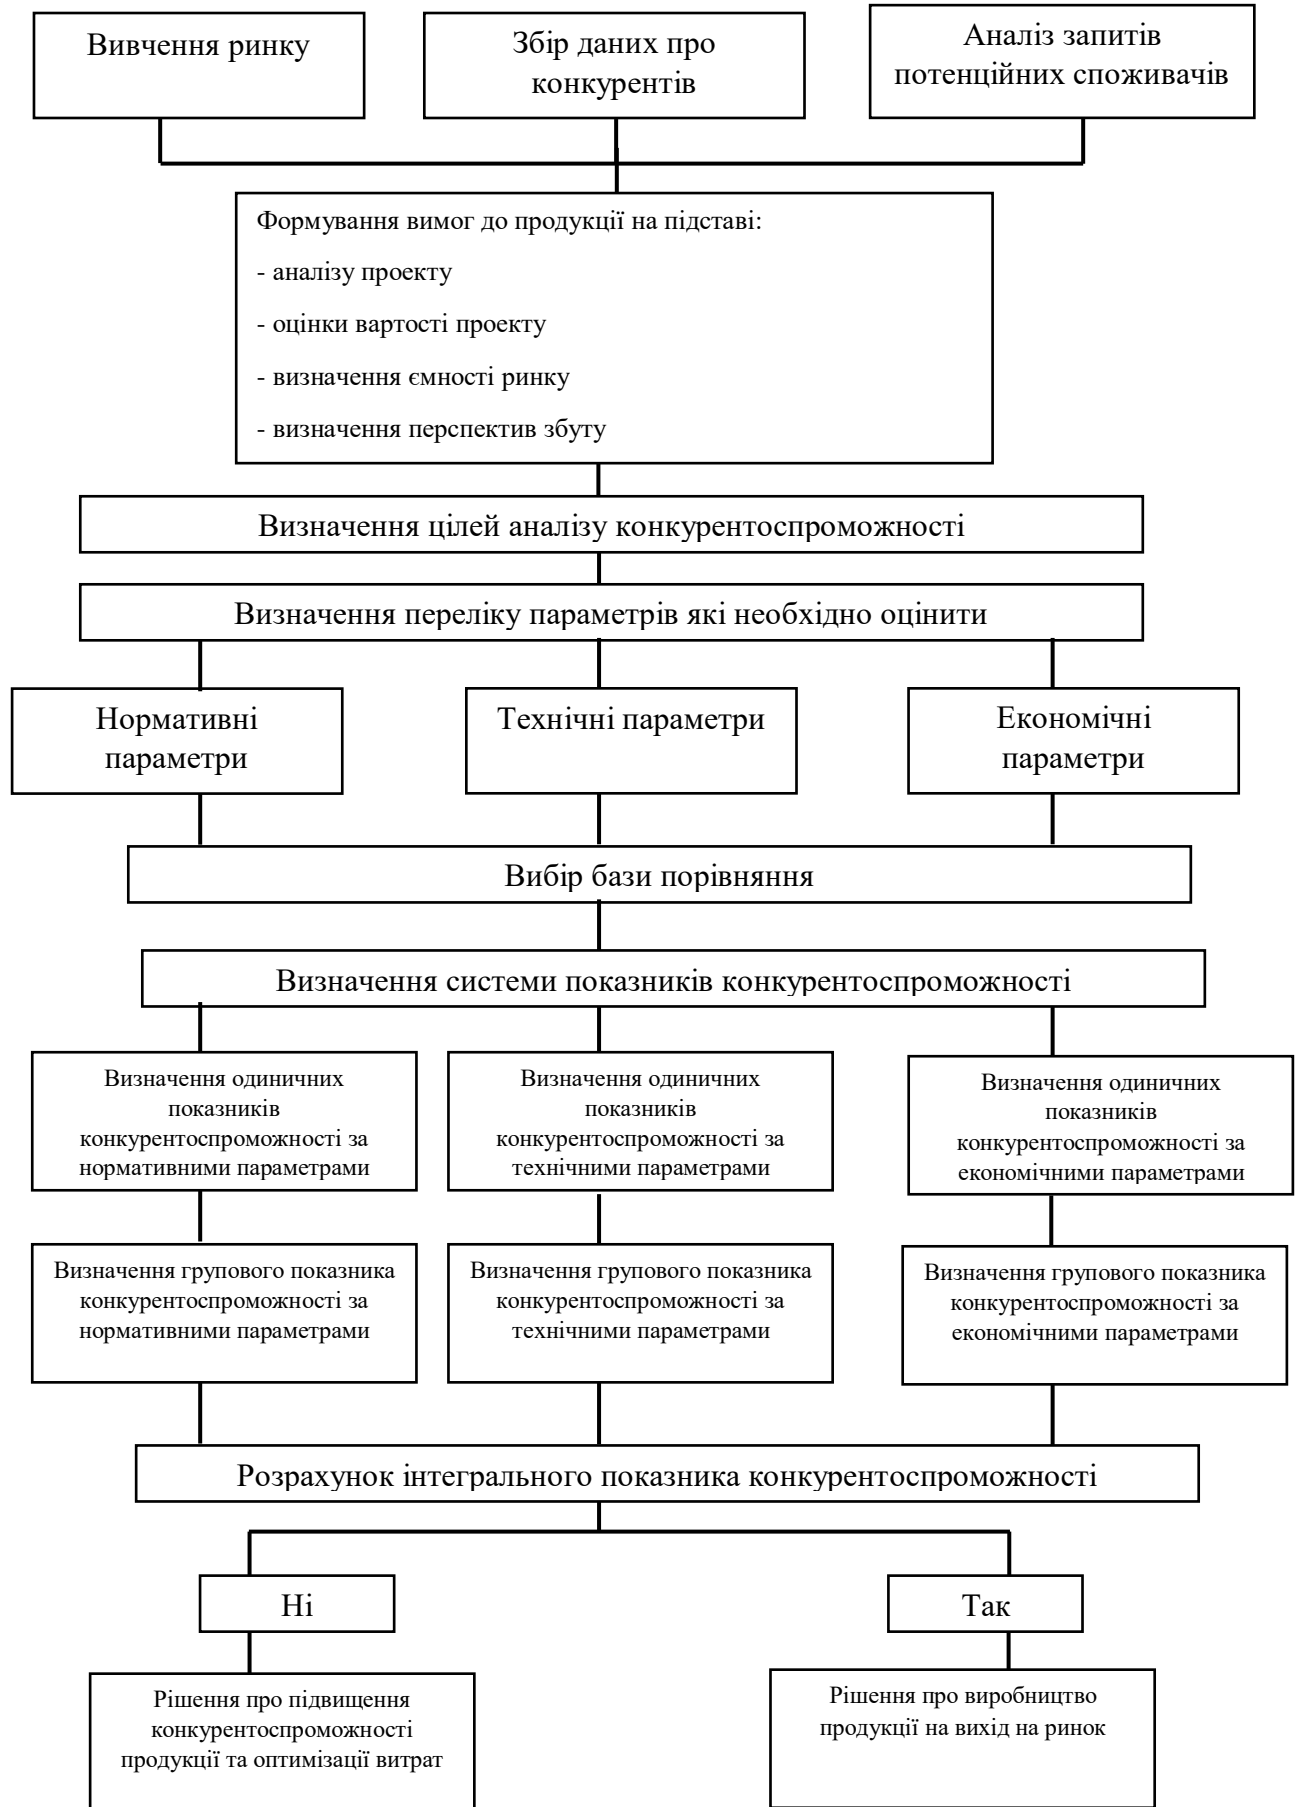 Вивчення ринку
Збір даних про
конкурентів
Аналіз запитів
потенційних споживачів
Формування вимог до продукції на підставі:
- аналізу проекту
- оцінки вартості проекту
- визначення ємності ринку
- визначення перспектив збуту
Визначення цілей аналізу конкурентоспроможності
Визначення переліку параметрів які необхідно оцінити
Нормативні
параметри
Технічні параметри
Економічні
параметри
Вибір бази порівняння
Визначення системи показників конкурентоспроможності
Визначення одиничних
показників
конкурентоспроможності за
нормативними параметрами
Визначення одиничних
показників
конкурентоспроможності за
технічними параметрами
Визначення одиничних
показників
конкурентоспроможності за
економічними параметрами
Визначення групового показника
конкурентоспроможності за
нормативними параметрами
Визначення групового показника
конкурентоспроможності за
технічними параметрами
Визначення групового показника
конкурентоспроможності за
економічними параметрами
Розрахунок інтегрального показника конкурентоспроможності
Ні
Так
Рішення про підвищення
конкурентоспроможності
продукції та оптимізації витрат
Рішення про виробництво
продукції на вихід на ринок